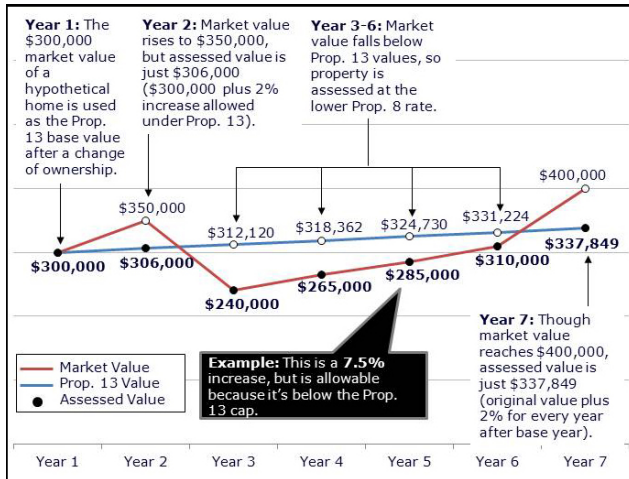 Year 1: The
$300,000
market value
of a
hypothetical
home is used
as the Prop.
13 base value
after a change
of ownership.
Year 2: Market value
rises to $350,000,
but assessed value is
just $306,000
($300,000 plus 2%
increase allowed
under Prop. 13).
Year 3-6: Market
value falls below
Prop. 13 values, so
property is
assessed at the
lower Prop. 8 rate.
$400,000
$350,000
$312,120
$318,362
$324,730
$331,224
$300,000
$306,000
$240,000
$265,000
$285,000
$310,000
$337,849
Year 7: Though
market value
reaches $400,000,
assessed value is
just $337,849
(original value plus
2% for every year
after base year).
Example: This is a 7.5%
increase, but is allowable
because it's below the Prop.
13 cap.
Market Value
Prop. 13 Value
Assessed Value
Year 1
Year 2
Year 3
Year 4
Year 5
Year 6
Year 7